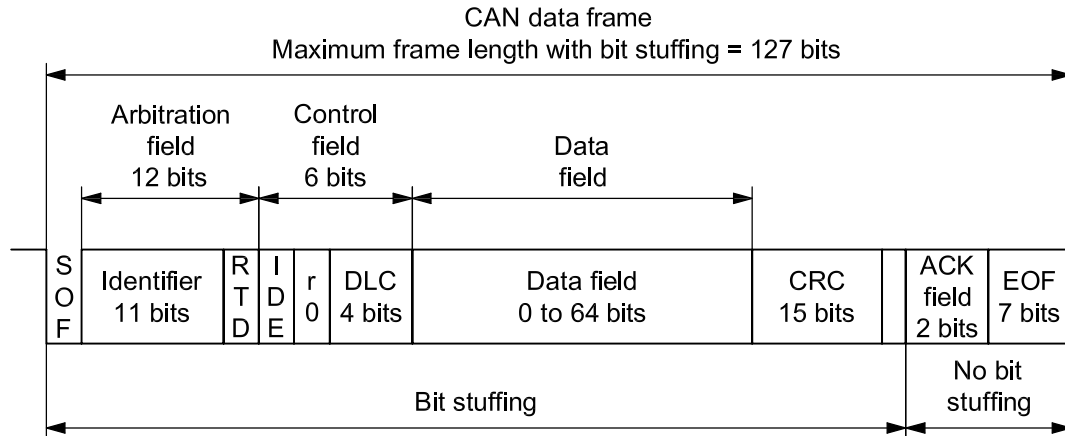 CAN data frame
Maximum frame length with bit stuffing = 127 bits
Arbitration
field
12 bits
Control
field
6 bits
Data
field
S
O
F
Identifier
11 bits
R
T
D
I
D
E
r
0
DLC
4 bits
Data field
0 to 64 bits
CRC
15 bits
ACK
field
2 bits
EOF
7 bits
Bit stuffing
No bit
stuffing